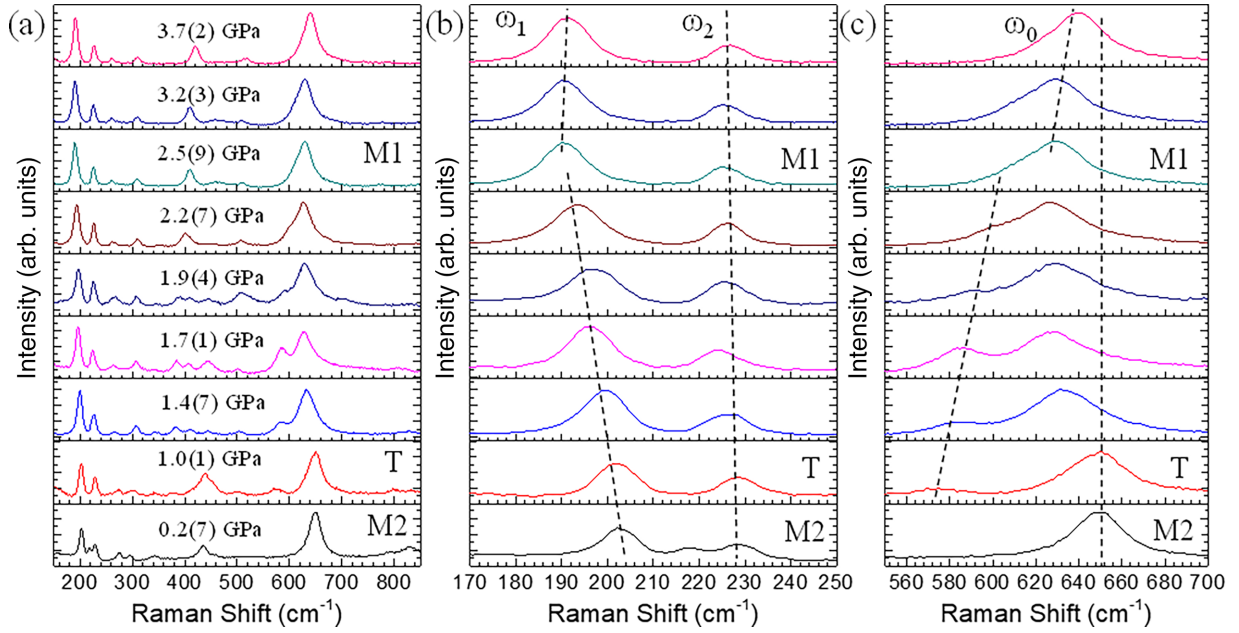 (a)
3.7(2) GPa
3.2(3) GPa
2.5(9) GPa
M1
2.2(7) GPa
1.9(4) GPa
1.7(1) GPa
1.4(7) GPa
1.0(1) GPa
T
0.2(7) GPa
M2
Intensity (arb. units)
200 300 400 500 600 700 800
Raman Shift (cm⁻¹)
(b)
ω₁
ω₂
M1
T
M2
Intensity (arb. units)
170 180 190 200 210 220 230 240 250
Raman Shift (cm⁻¹)
(c)
ω₀
M1
T
M2
Intensity (arb. units)
560 580 600 620 640 660 680 700
Raman Shift (cm⁻¹)